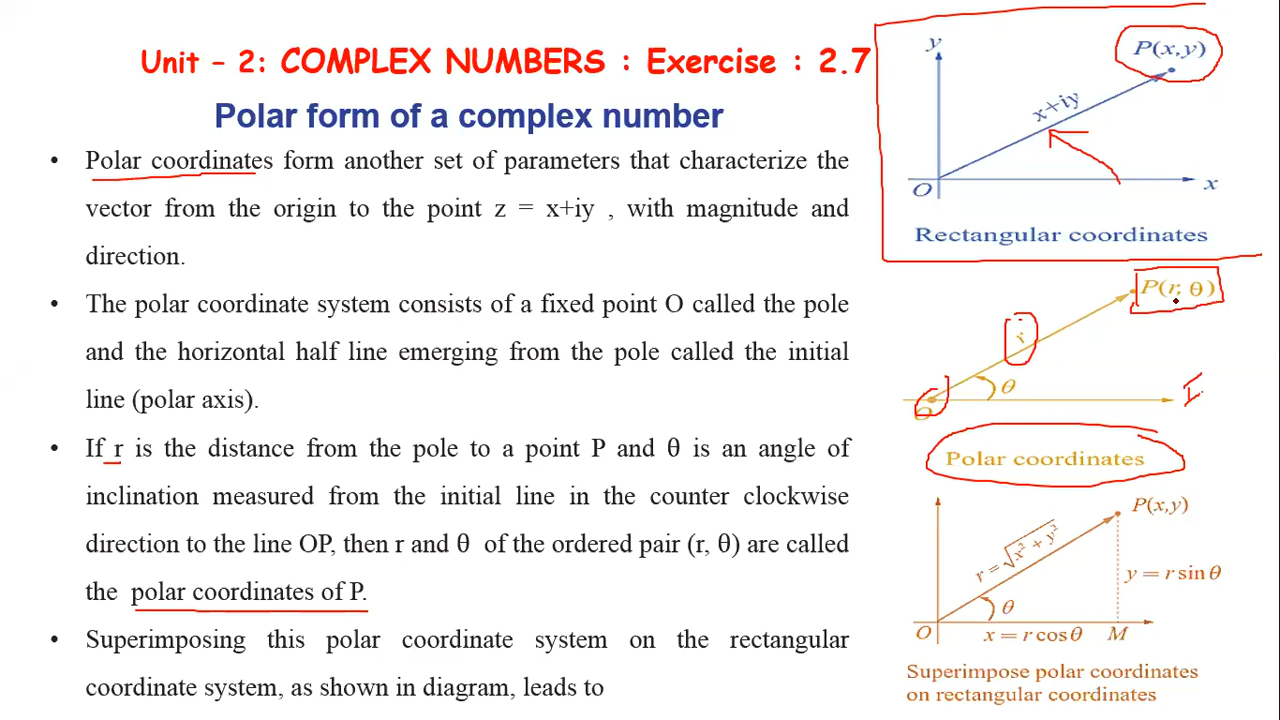 Unit – 2: COMPLEX NUMBERS : Exercise : 2.7
Polar form of a complex number
• Polar coordinates form another set of parameters that characterize the
vector from the origin to the point z = x+iy , with magnitude and
direction.
• The polar coordinate system consists of a fixed point O called the pole
and the horizontal half line emerging from the pole called the initial
line (polar axis).
• If r is the distance from the pole to a point P and θ is an angle of
inclination measured from the initial line in the counter clockwise
direction to the line OP, then r and θ of the ordered pair (r, θ) are called
the polar coordinates of P.
• Superimposing this polar coordinate system on the rectangular
coordinate system, as shown in diagram, leads to
y
P(x,y)
x+iy
O
x
Rectangular coordinates
P(r, θ)
r
θ
O
I
Polar coordinates
P(x,y)
r = √x² + y²
y = r sin θ
θ
O
x = r cos θ
M
Superimpose polar coordinates
on rectangular coordinates